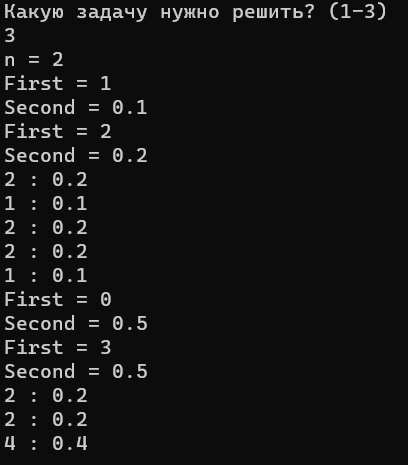 Какую задачу нужно решить? (1-3)
3
n = 2
First = 1
Second = 0.1
First = 2
Second = 0.2
2 : 0.2
1 : 0.1
2 : 0.2
2 : 0.2
1 : 0.1
First = 0
Second = 0.5
First = 3
Second = 0.5
2 : 0.2
2 : 0.2
4 : 0.4